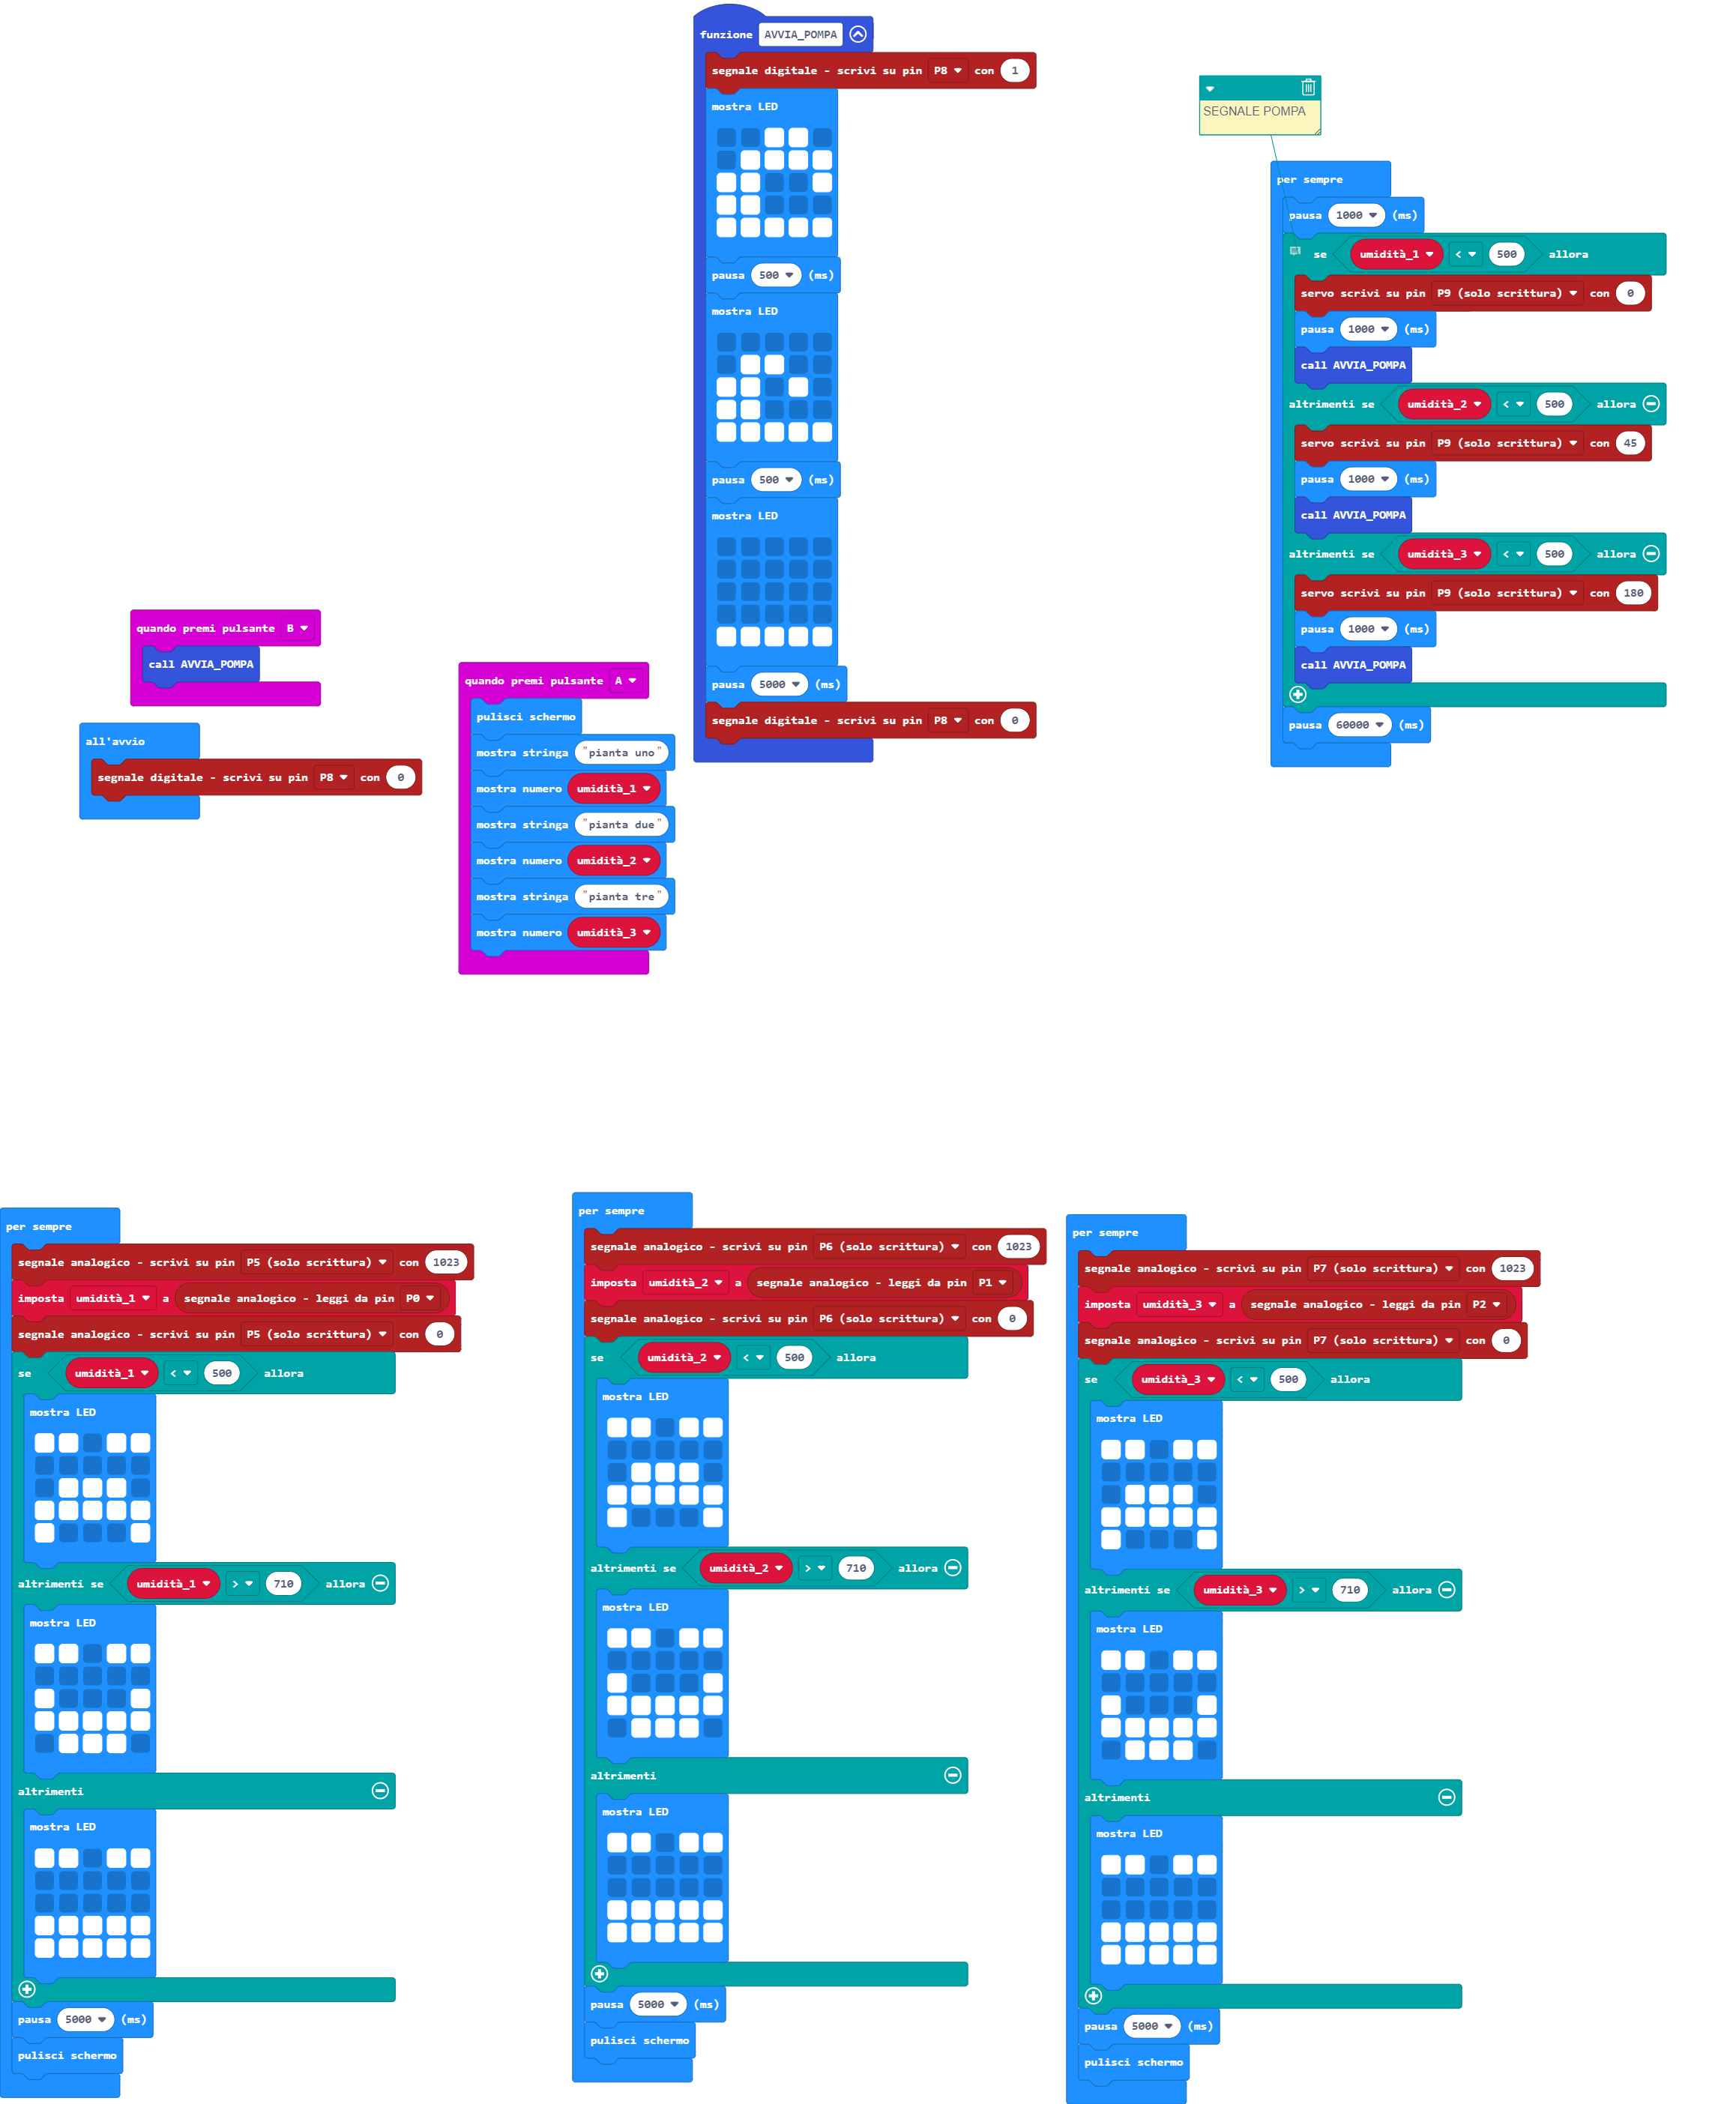 funzione AVVIA_POMPA
segnale digitale - scrivi su pin P8 con 1
mostra LED
pausa 500 (ms)
mostra LED
pausa 500 (ms)
mostra LED
pausa 5000 (ms)
segnale digitale - scrivi su pin P8 con 0
SEGNALE POMPA
per sempre
pausa 1000 (ms)
se umidità_1 < 500 allora
servo scrivi su pin P9 (solo scrittura) con 0
pausa 1000 (ms)
call AVVIA_POMPA
altrimenti se umidità_2 < 500 allora
servo scrivi su pin P9 (solo scrittura) con 45
pausa 1000 (ms)
call AVVIA_POMPA
altrimenti se umidità_3 < 500 allora
servo scrivi su pin P9 (solo scrittura) con 180
pausa 1000 (ms)
call AVVIA_POMPA
pausa 60000 (ms)
quando premi pulsante B
call AVVIA_POMPA
all'avvio
segnale digitale - scrivi su pin P8 con 0
quando premi pulsante A
pulisci schermo
mostra stringa "pianta uno"
mostra numero umidità_1
mostra stringa "pianta due"
mostra numero umidità_2
mostra stringa "pianta tre"
mostra numero umidità_3
per sempre
segnale analogico - scrivi su pin P5 (solo scrittura) con 1023
imposta umidità_1 a segnale analogico - leggi da pin P0
segnale analogico - scrivi su pin P5 (solo scrittura) con 0
se umidità_1 < 500 allora
mostra LED
altrimenti se umidità_1 > 710 allora
mostra LED
altrimenti
mostra LED
pausa 5000 (ms)
pulisci schermo
per sempre
segnale analogico - scrivi su pin P6 (solo scrittura) con 1023
imposta umidità_2 a segnale analogico - leggi da pin P1
segnale analogico - scrivi su pin P6 (solo scrittura) con 0
se umidità_2 < 500 allora
mostra LED
altrimenti se umidità_2 > 710 allora
mostra LED
altrimenti
mostra LED
pausa 5000 (ms)
pulisci schermo
per sempre
segnale analogico - scrivi su pin P7 (solo scrittura) con 1023
imposta umidità_3 a segnale analogico - leggi da pin P2
segnale analogico - scrivi su pin P7 (solo scrittura) con 0
se umidità_3 < 500 allora
mostra LED
altrimenti se umidità_3 > 710 allora
mostra LED
altrimenti
mostra LED
pausa 5000 (ms)
pulisci schermo